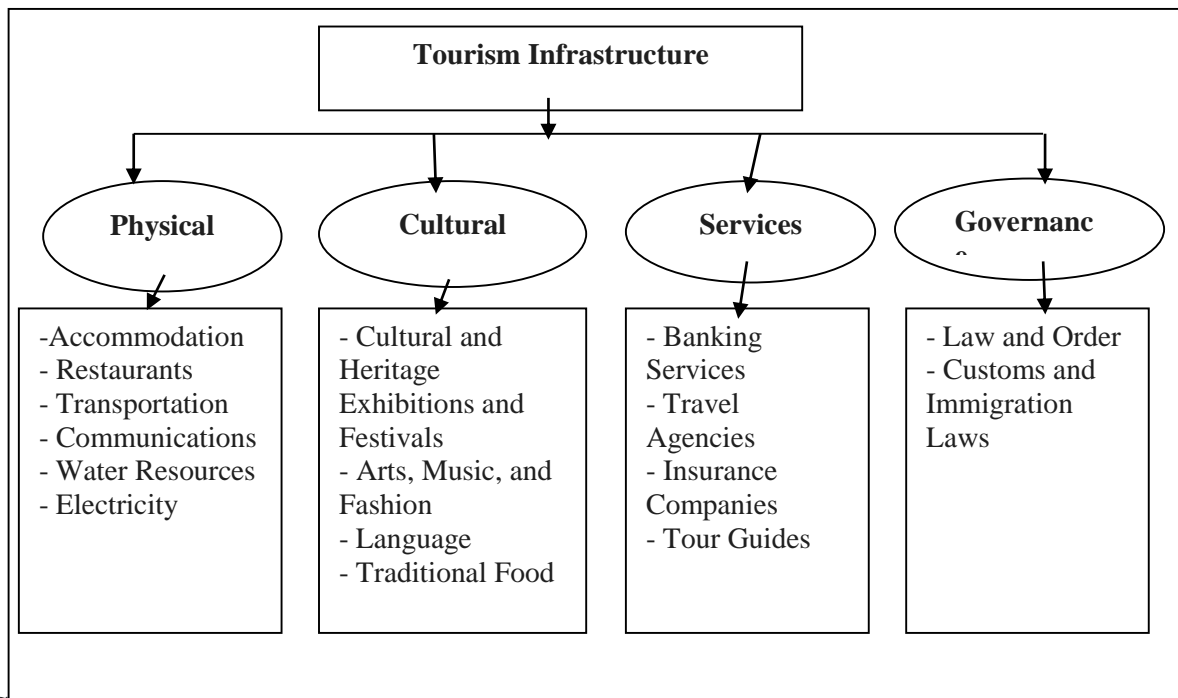 Tourism Infrastructure
Physical
Cultural
Services
Governanc
-Accommodation
- Restaurants
- Transportation
- Communications
- Water Resources
- Electricity
- Cultural and
Heritage
Exhibitions and
Festivals
- Arts, Music, and
Fashion
- Language
- Traditional Food
- Banking
Services
- Travel
Agencies
- Insurance
Companies
- Tour Guides
- Law and Order
- Customs and
Immigration
Laws